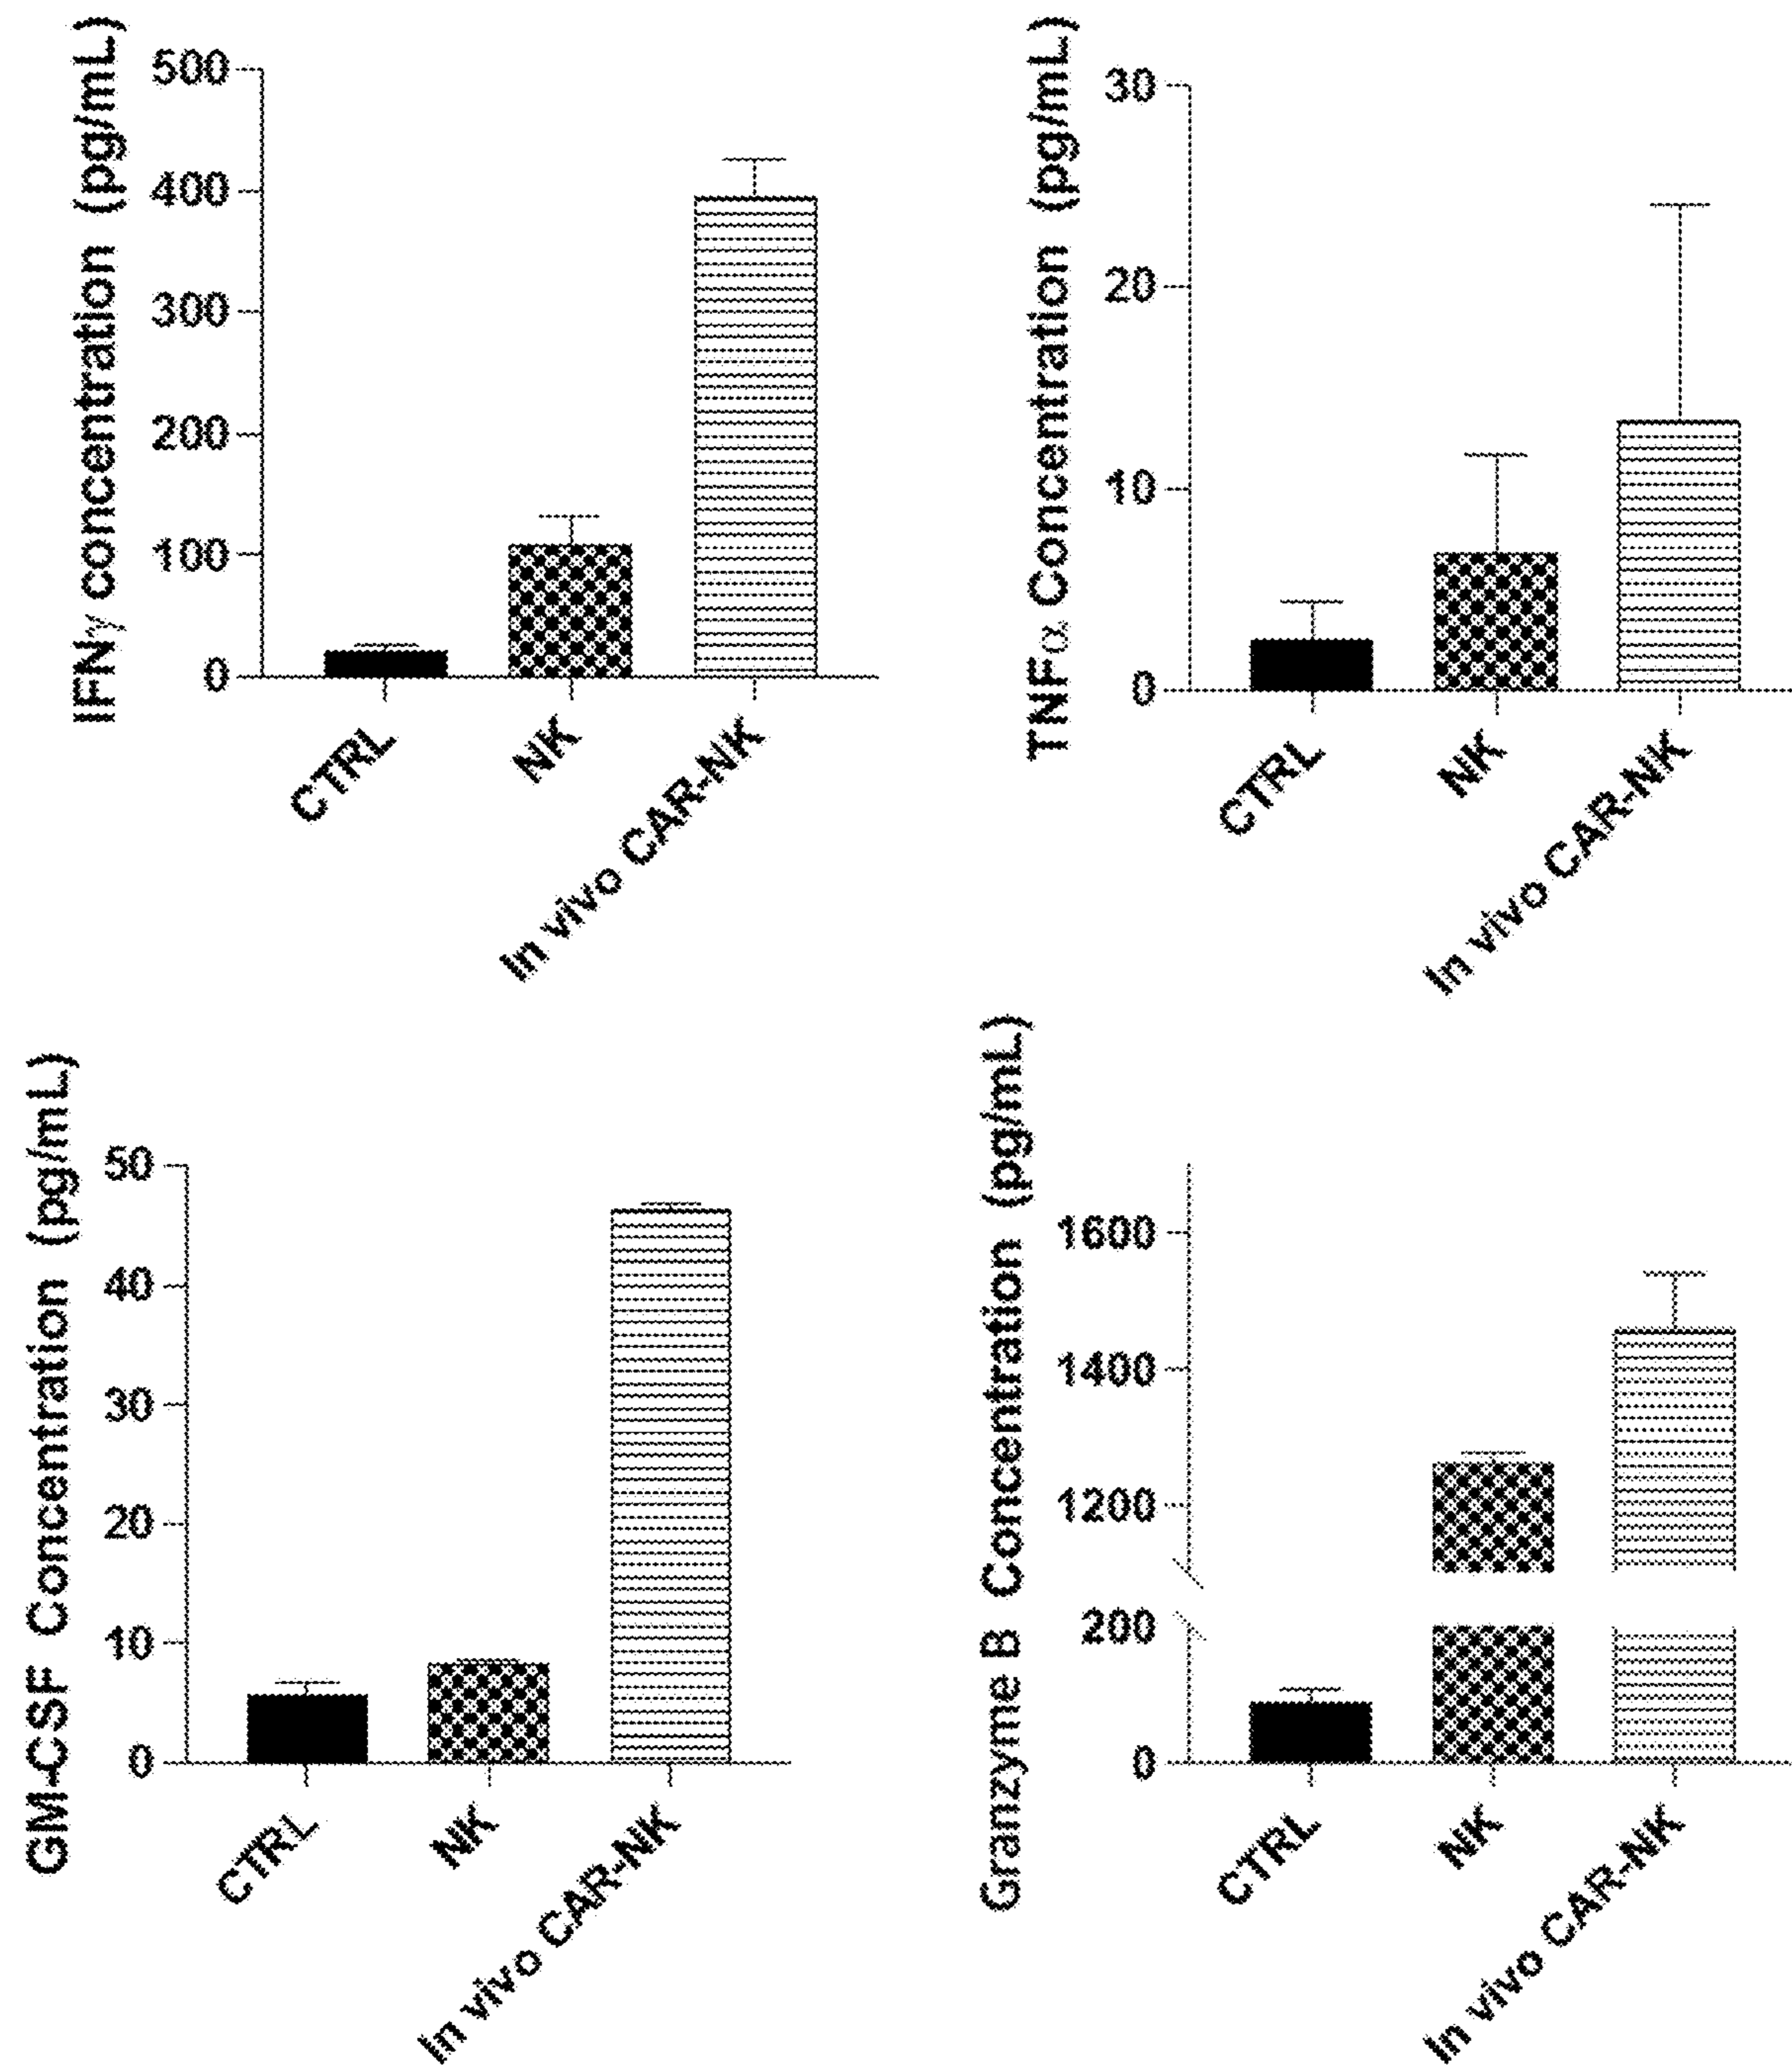 IFNγ concentration (pg/mL)
500
400
300
200
100
0
CTRL
NK
In vivo CAR-NK
TNFα Concentration (pg/mL)
30
20
10
0
CTRL
NK
In vivo CAR-NK
GM-CSF Concentration (pg/mL)
50
40
30
20
10
0
CTRL
NK
In vivo CAR-NK
Granzyme B Concentration (pg/mL)
1600
1400
1200
200
0
CTRL
NK
In vivo CAR-NK